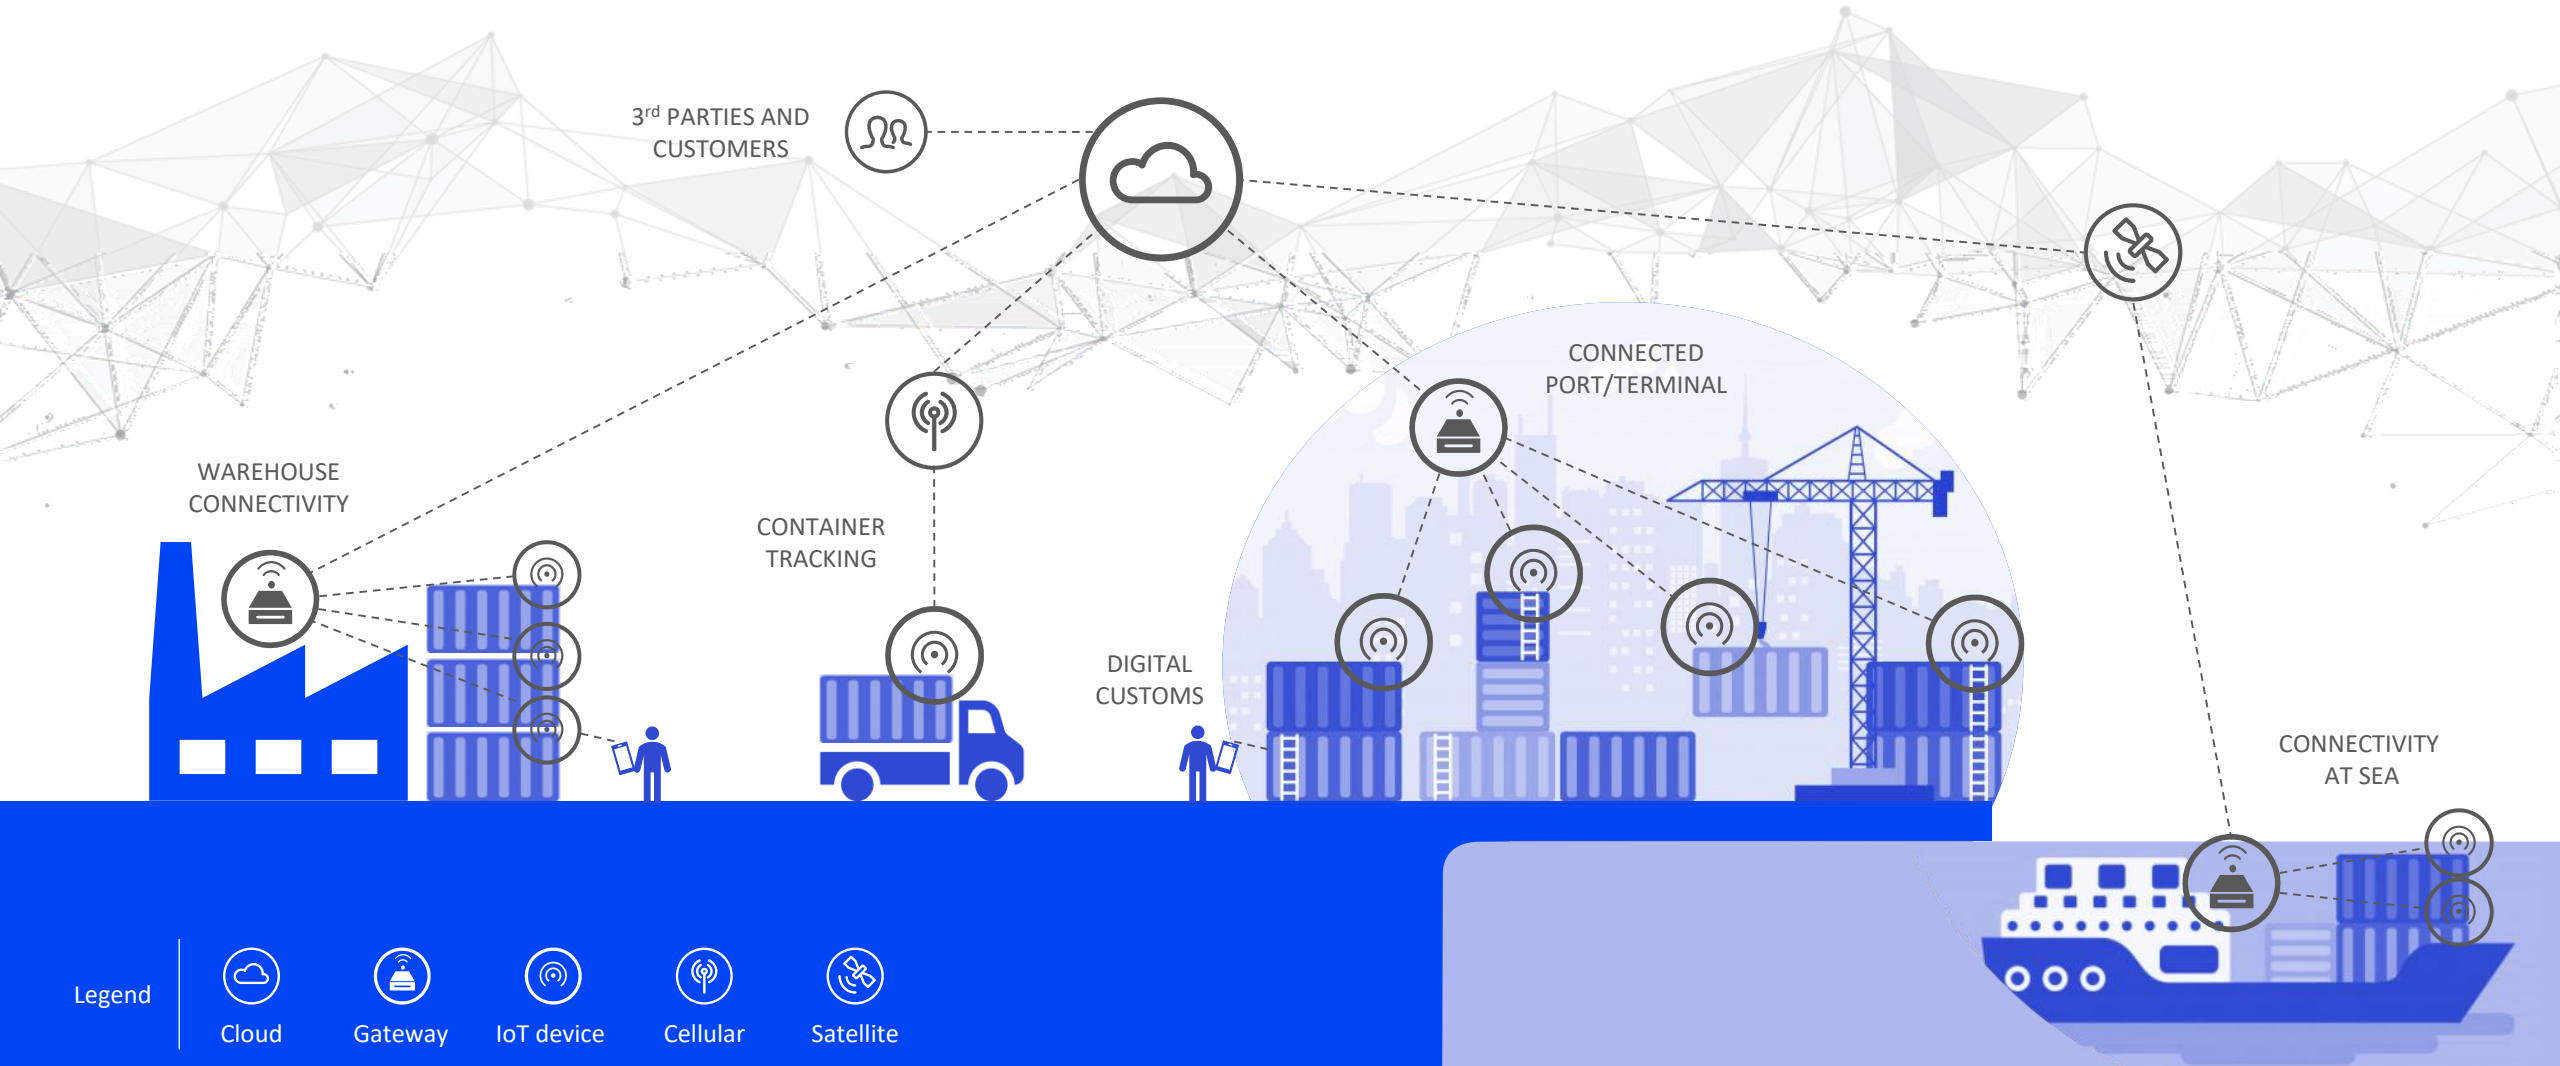 3rd PARTIES AND
CUSTOMERS
CONNECTED
PORT/TERMINAL
WAREHOUSE
CONNECTIVITY
CONTAINER
TRACKING
DIGITAL
CUSTOMS
CONNECTIVITY
AT SEA
Legend
Cloud
Gateway
IoT device
Cellular
Satellite